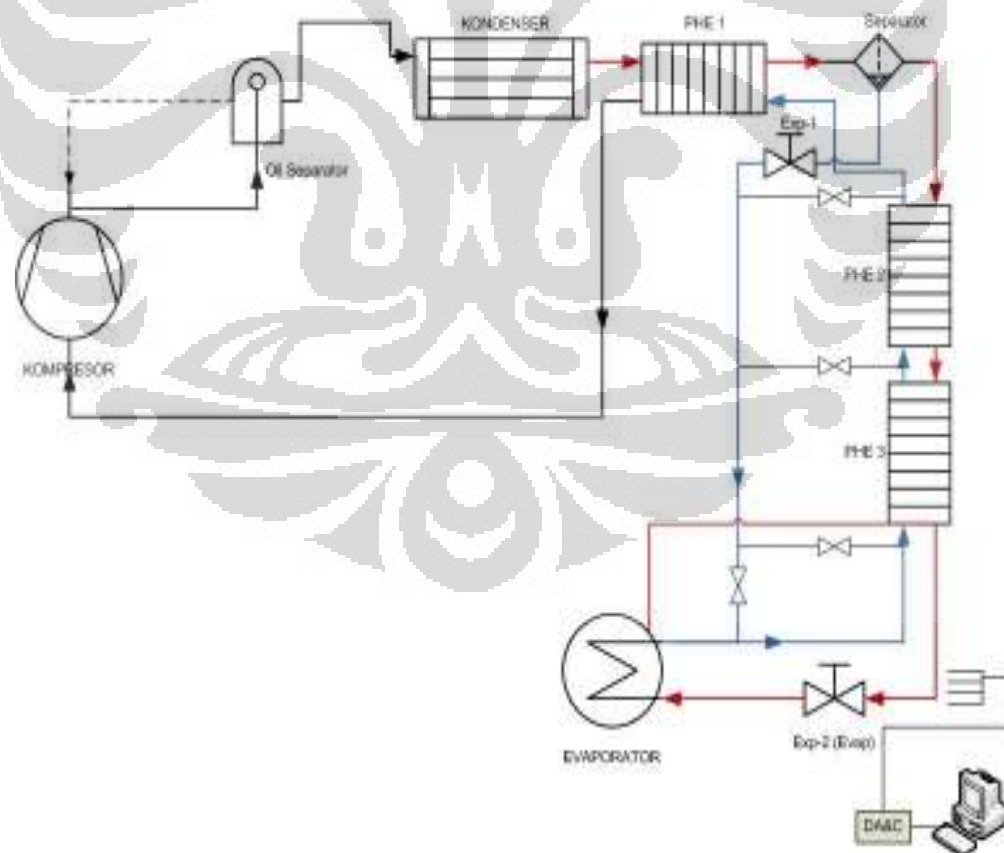 KONDENSER
PHE 1
Separator
Exp-1
Oil Separator
PHE 2
KOMPRESOR
PHE 3
EVAPORATOR
Exp-2 (Evap)
DA&C